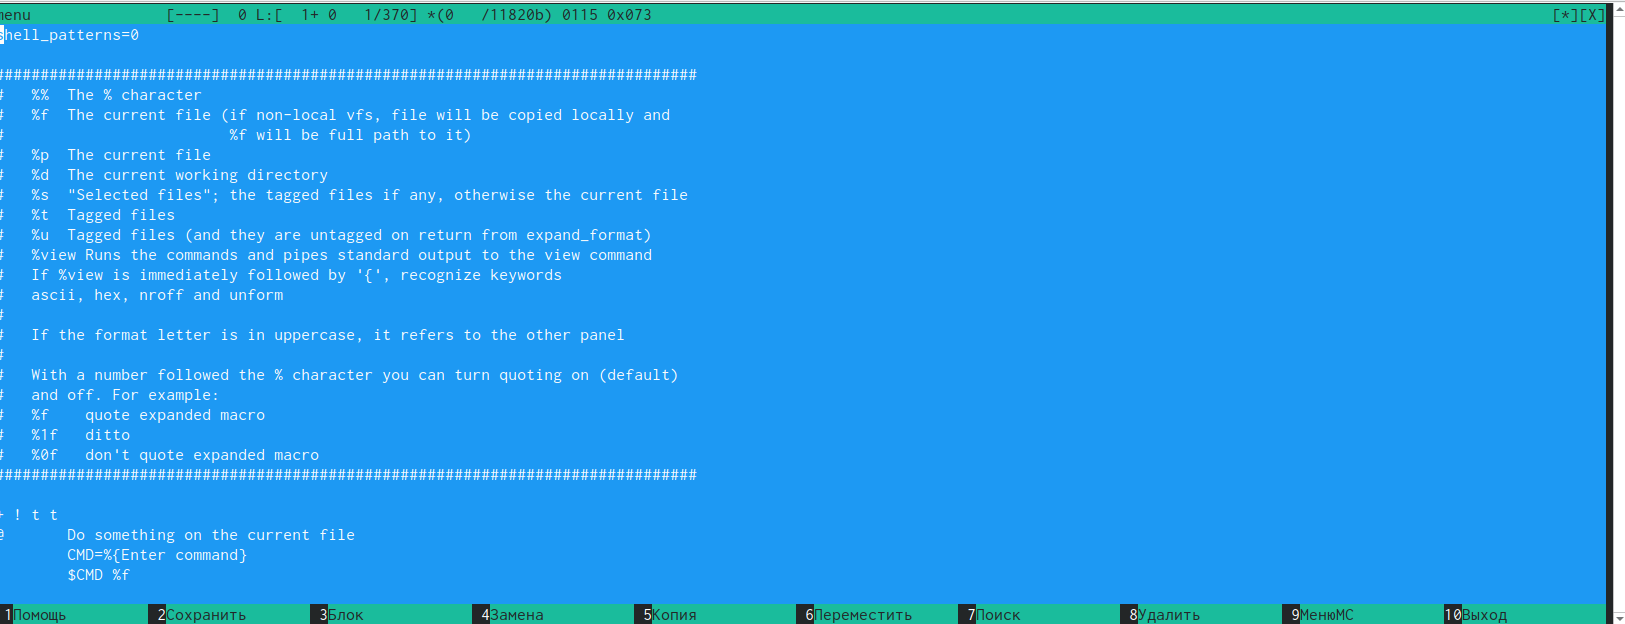 menu [----] 0 L:[ 1+ 0 1/370] *(0 /11820b) 0115 0x073 [*][X]
shell_patterns=0
##############################################################################
# %% The % character
# %f The current file (if non-local vfs, file will be copied locally and
# %f will be full path to it)
# %p The current file
# %d The current working directory
# %s "Selected files"; the tagged files if any, otherwise the current file
# %t Tagged files
# %u Tagged files (and they are untagged on return from expand_format)
# %view Runs the commands and pipes standard output to the view command
# If %view is immediately followed by '{', recognize keywords
# ascii, hex, nroff and unform
#
# If the format letter is in uppercase, it refers to the other panel
#
# With a number followed the % character you can turn quoting on (default)
# and off. For example:
# %f quote expanded macro
# %1f ditto
# %0f don't quote expanded macro
##############################################################################
+ ! t t
@ Do something on the current file
CMD=%{Enter command}
$CMD %f
1Помощь 2Сохранить 3Блок 4Замена 5Копия 6Переместить 7Поиск 8Удалить 9МенюMC 10Выход